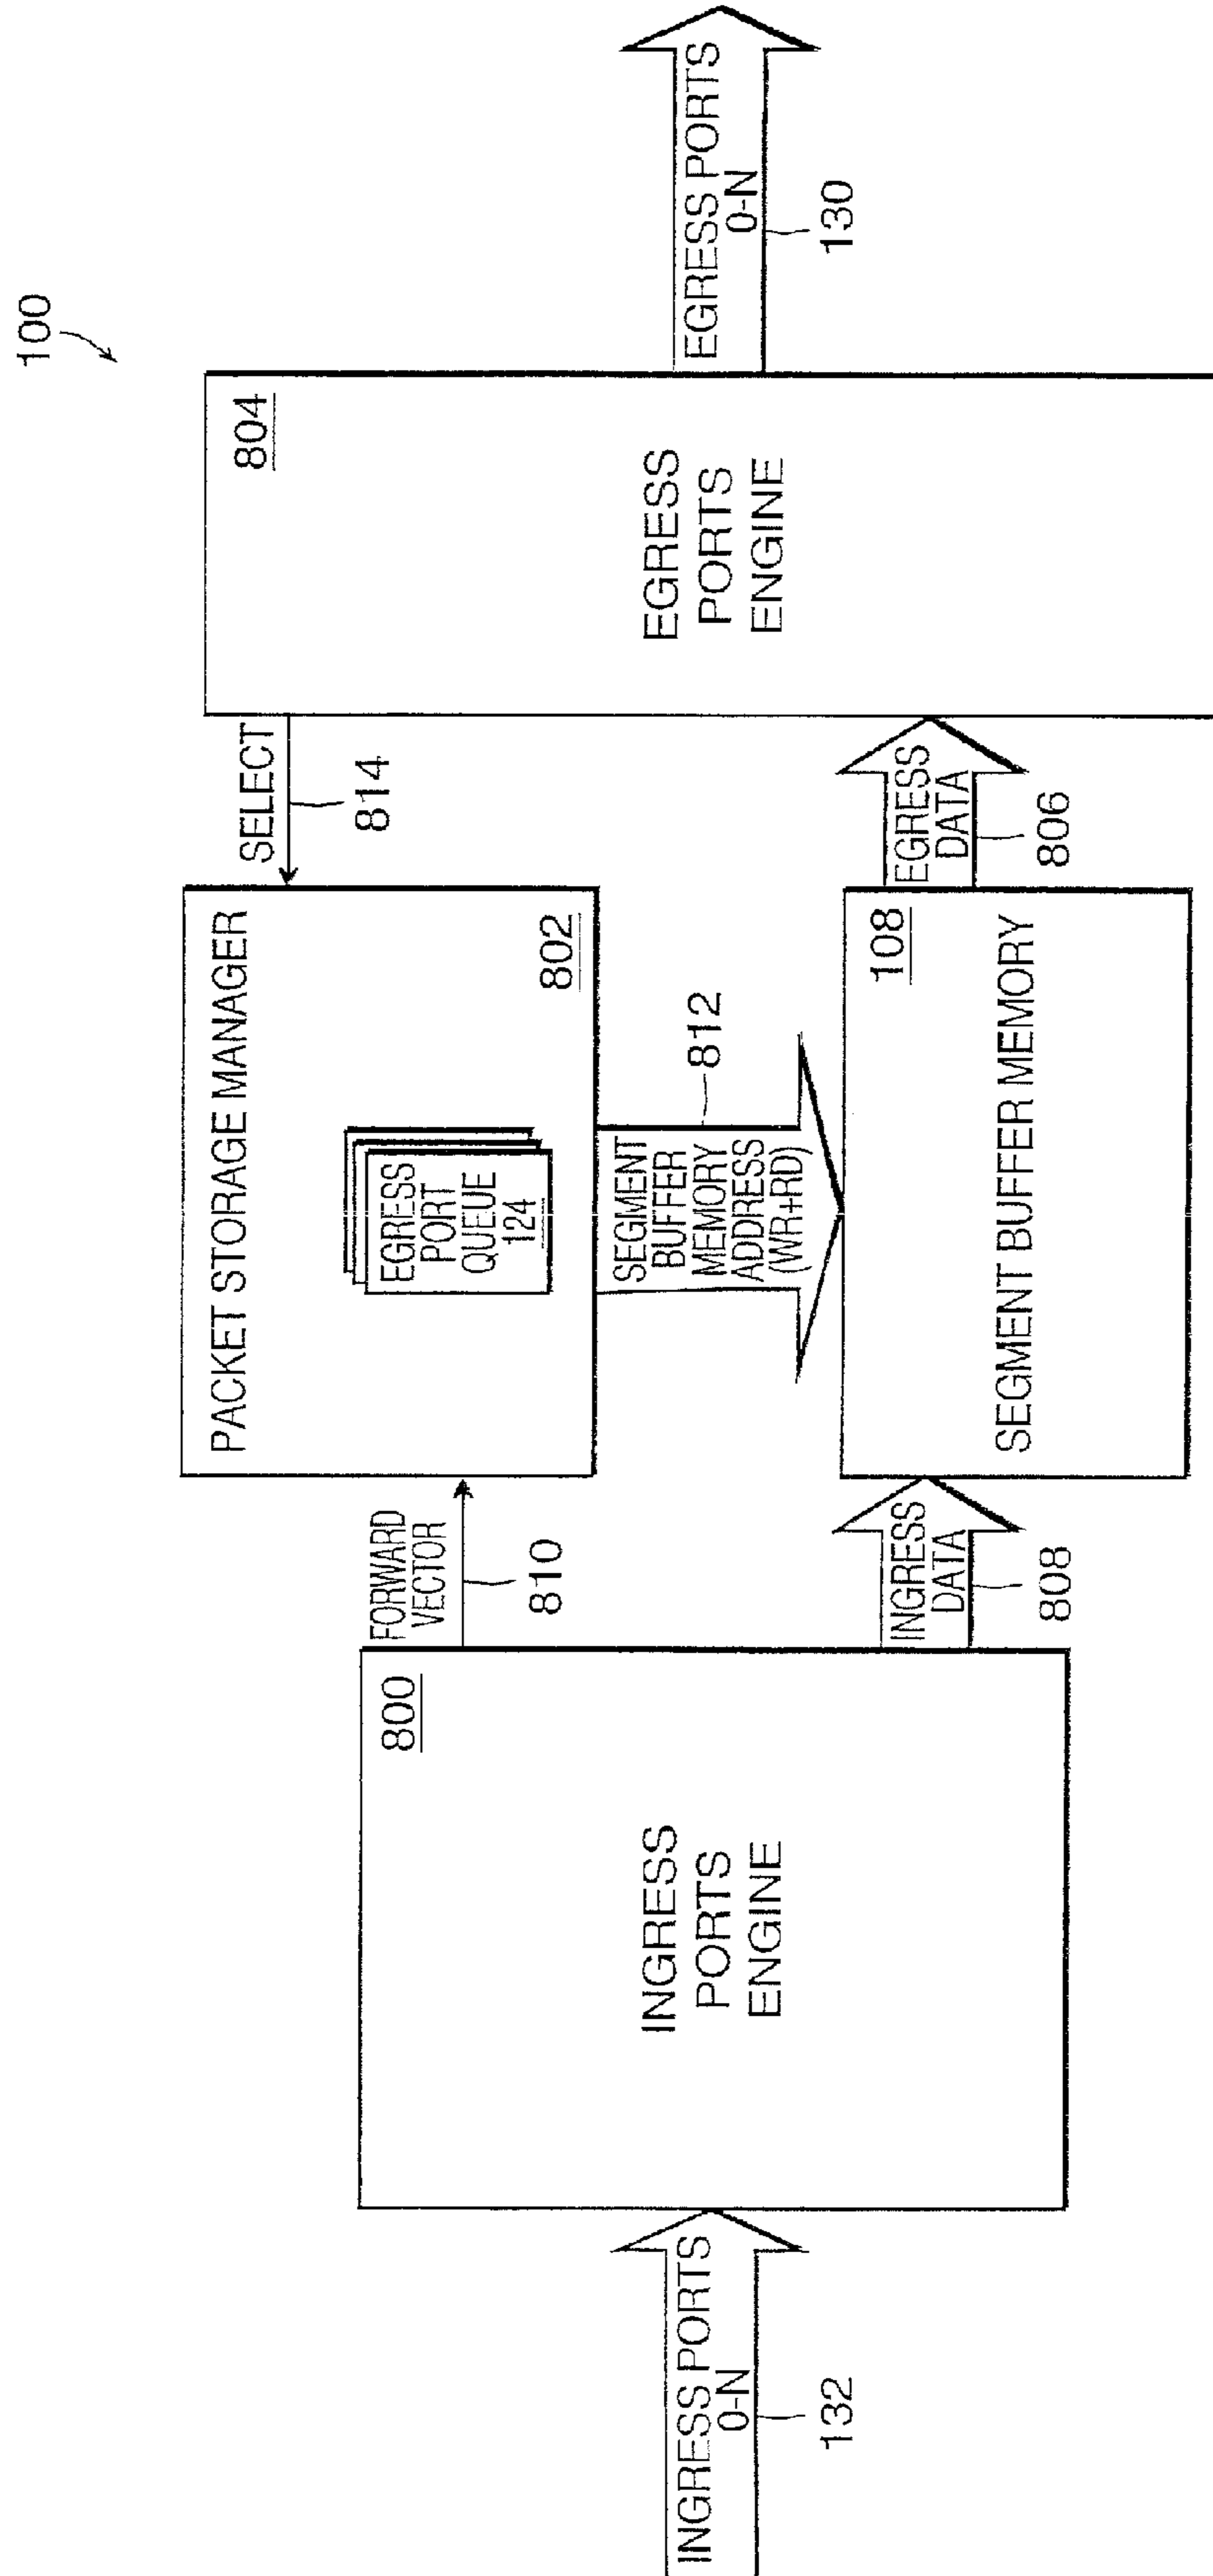 100
INGRESS PORTS
0-N
132
800
INGRESS
PORTS
ENGINE
FORWARD
VECTOR
810
INGRESS
DATA
808
PACKET STORAGE MANAGER
802
EGRESS
PORT
QUEUE
124
SEGMENT
BUFFER
MEMORY
ADDRESS
(WR+RD)
812
108
SEGMENT BUFFER MEMORY
SELECT
814
EGRESS
DATA
806
804
EGRESS
PORTS
ENGINE
EGRESS PORTS
0-N
130